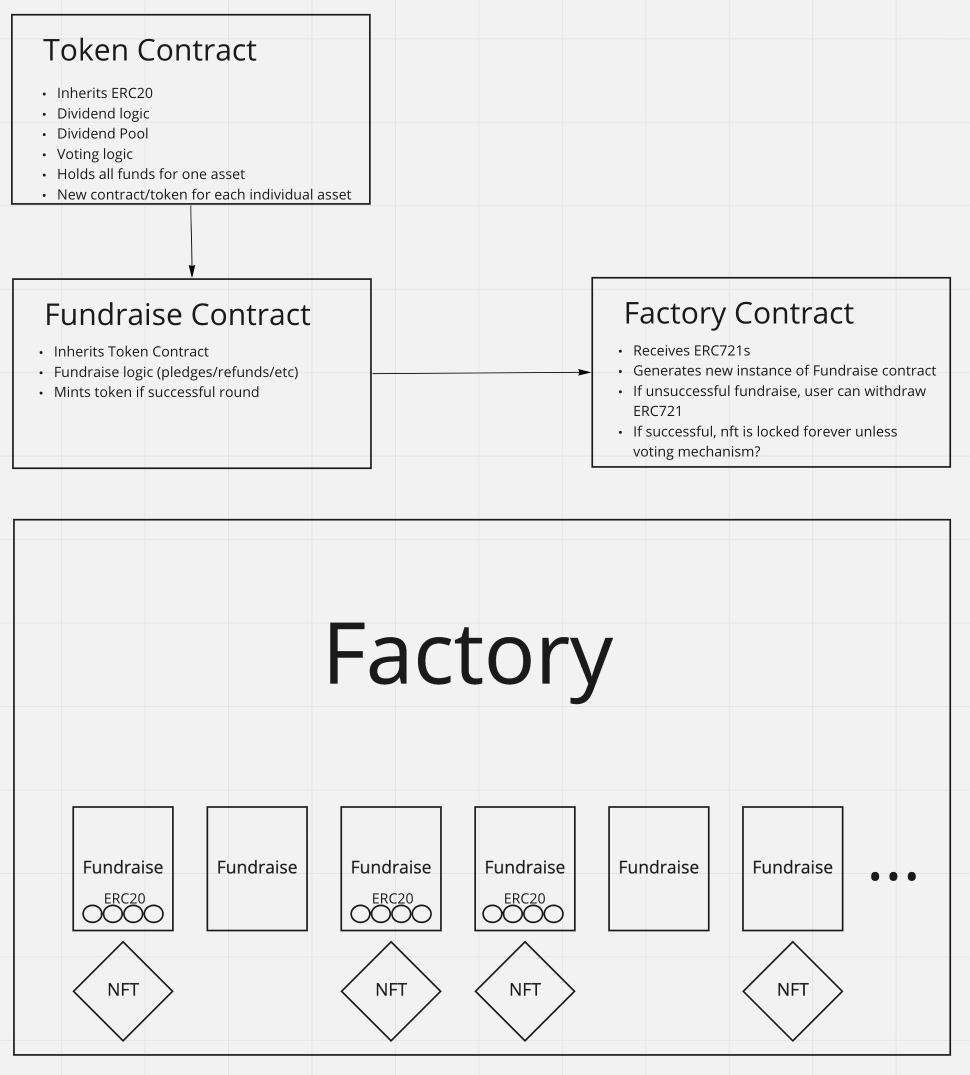 Token Contract
• Inherits ERC20
• Dividend logic
• Dividend Pool
• Voting logic
• Holds all funds for one asset
• New contract/token for each individual asset
Fundraise Contract
• Inherits Token Contract
• Fundraise logic (pledges/refunds/etc)
• Mints token if successful round
Factory Contract
• Receives ERC721s
• Generates new instance of Fundraise contract
• If unsuccessful fundraise, user can withdraw
ERC721
• If successful, nft is locked forever unless
voting mechanism?
Factory
Fundraise
ERC20
NFT
Fundraise
Fundraise
ERC20
NFT
Fundraise
ERC20
NFT
Fundraise
Fundraise
NFT
...